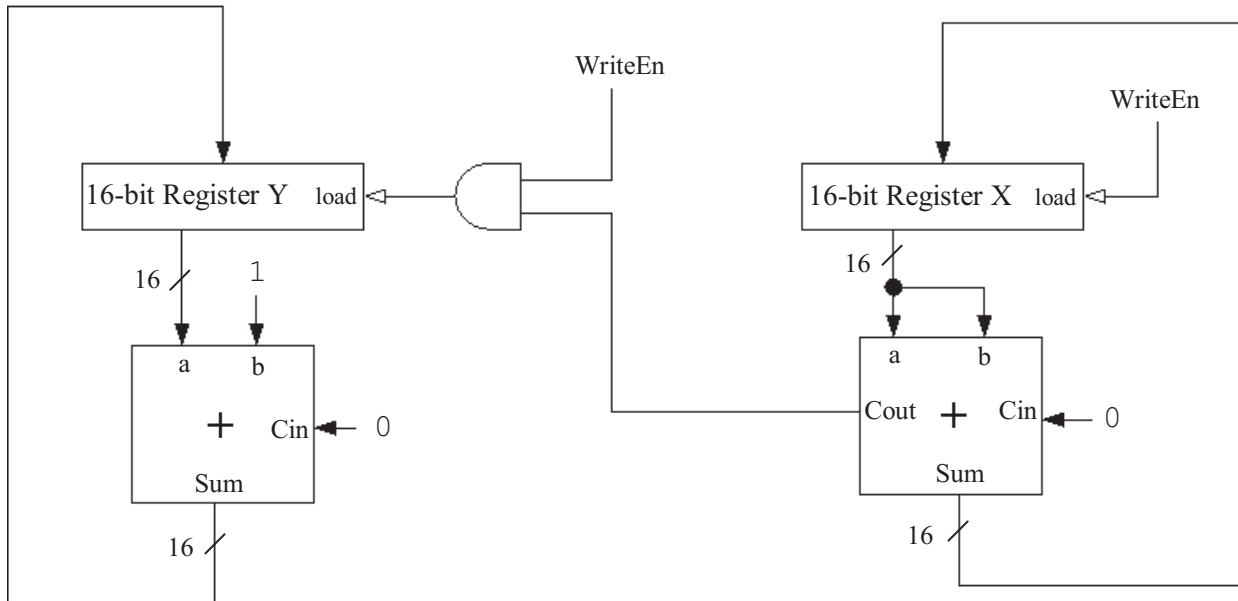 WriteEn
WriteEn
16-bit Register Y load
16-bit Register X load
16
1
16
a b
a b
+
Cin 0
Cout + Cin 0
Sum
Sum
16
16